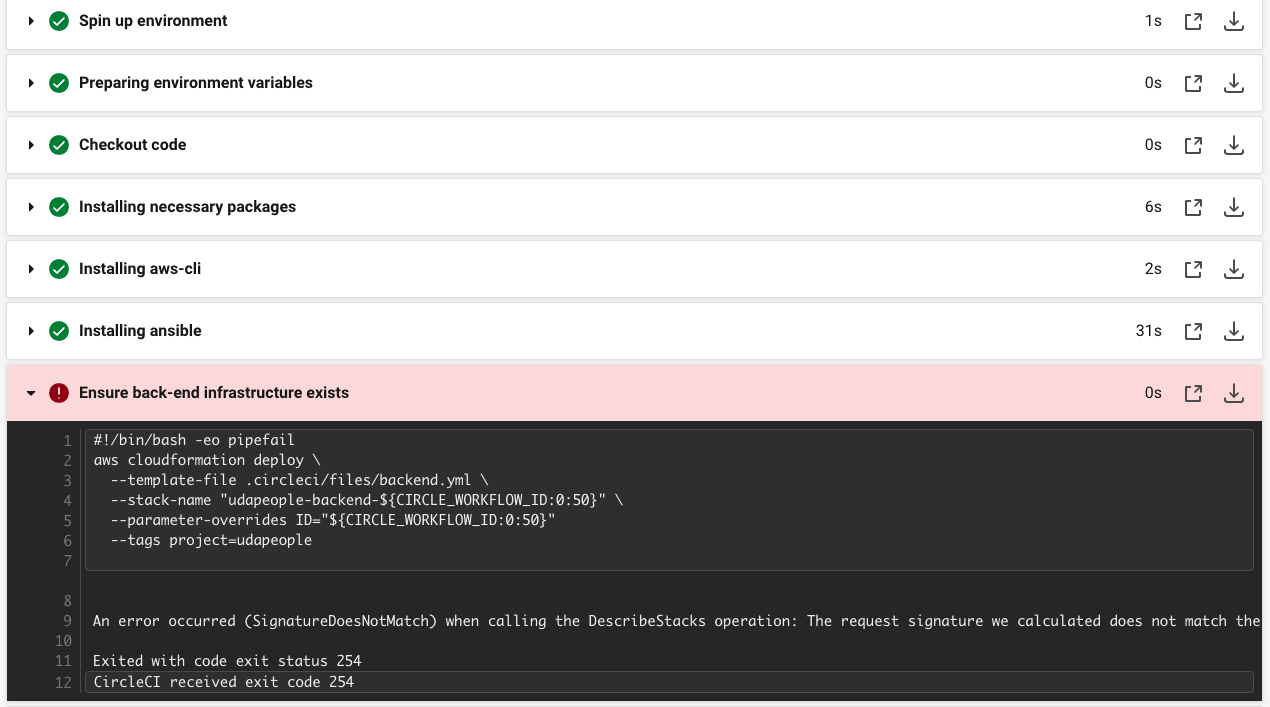 Spin up environment 1s
Preparing environment variables 0s
Checkout code 0s
Installing necessary packages 6s
Installing aws-cli 2s
Installing ansible 31s
Ensure back-end infrastructure exists 0s
1 #!/bin/bash -eo pipefail
2 aws cloudformation deploy \
3 --template-file .circleci/files/backend.yml \
4 --stack-name "udapeople-backend-${CIRCLE_WORKFLOW_ID:0:50}" \
5 --parameter-overrides ID="${CIRCLE_WORKFLOW_ID:0:50}"
6 --tags project=udapeople
7
8
9 An error occurred (SignatureDoesNotMatch) when calling the DescribeStacks operation: The request signature we calculated does not match the
10
11 Exited with code exit status 254
12 CircleCI received exit code 254